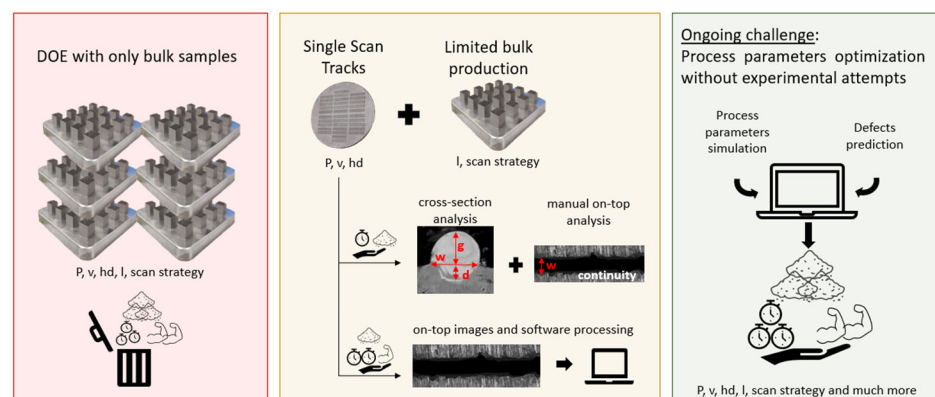 DOE with only bulk samples
P, v, hd, l, scan strategy
Single Scan
Tracks
Limited bulk
production
P, v, hd
l, scan strategy
cross-section
analysis
manual on-top
analysis
g
w
d
w
continuity
on-top images and software processing
Ongoing challenge:
Process parameters optimization
without experimental attempts
Process
parameters
simulation
Defects
prediction
P, v, hd, l, scan strategy and much more